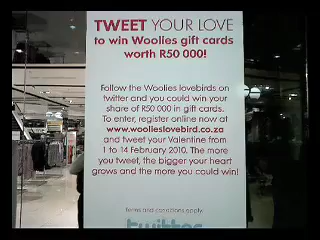 TWEET YOUR LOVE
to win Woolies gift cards
worth R50 000!
Follow the Woolies lovebirds on
twitter and you could win your
share of R50 000 in gift cards.
To enter, register online now at
www.woolieslovebird.co.za
and tweet your Valentine from
1 to 14 February 2010. The more
you tweet, the bigger your heart
grows and the more you could win!
Terms and conditions apply
twitter